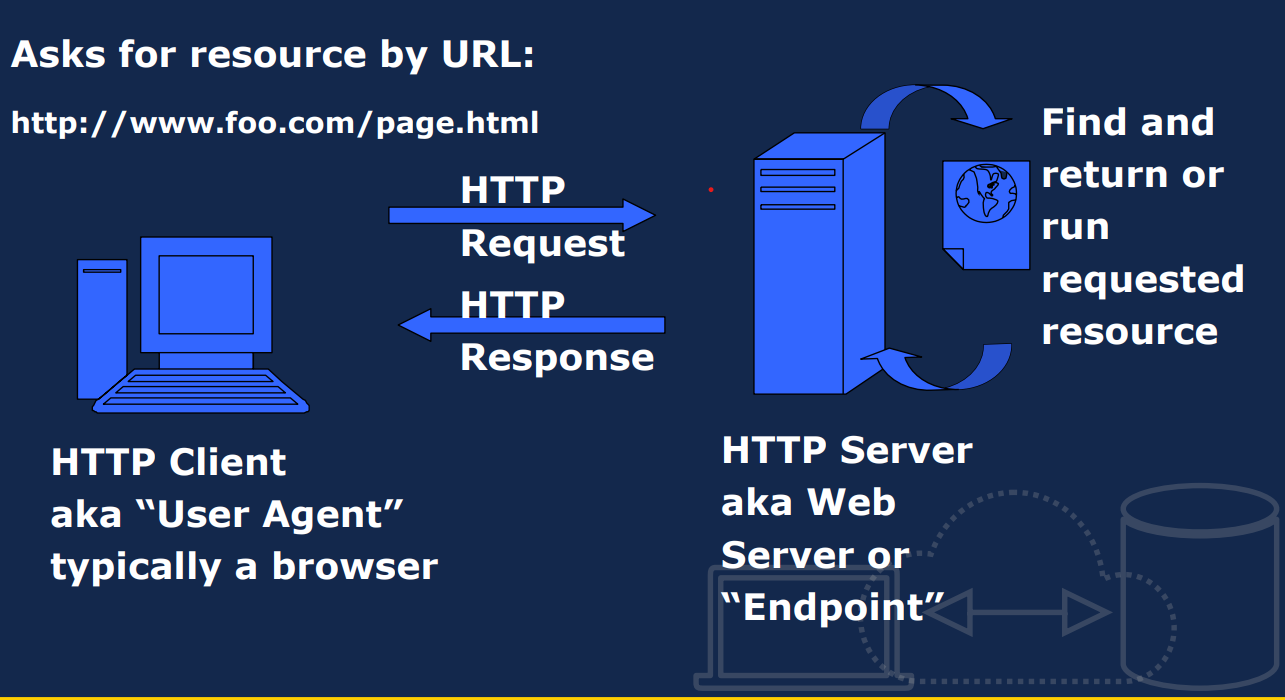 Asks for resource by URL:
http://www.foo.com/page.html
HTTP
Request
HTTP
Response
Find and
return or
run
requested
resource
HTTP Client
aka “User Agent”
typically a browser
HTTP Server
aka Web
Server or
“Endpoint”